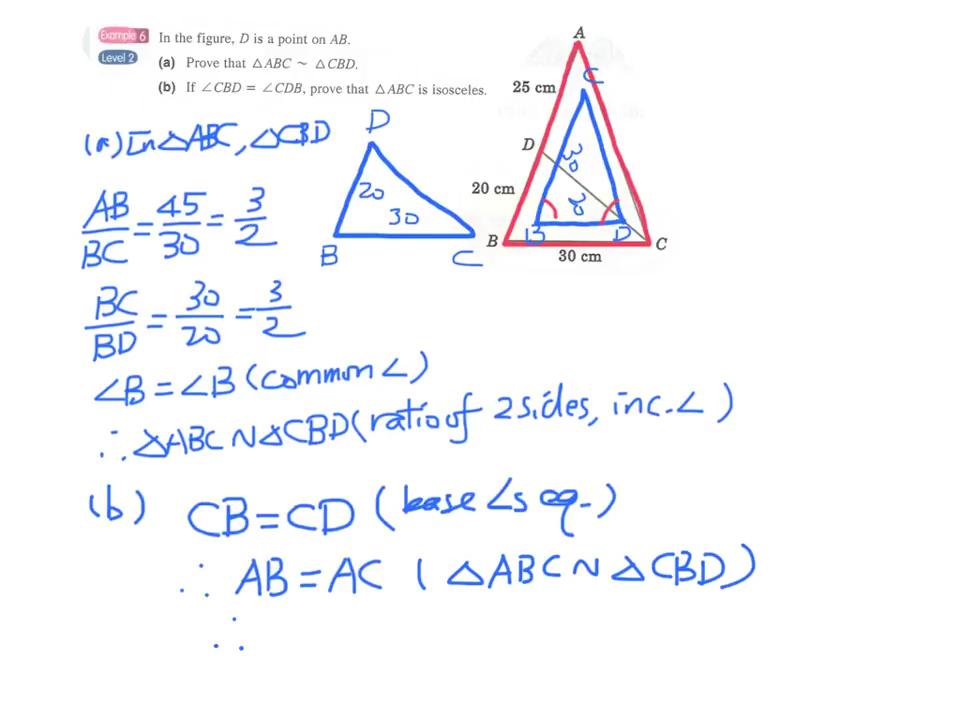 Example 6 In the figure, D is a point on AB.
Level 2 (a) Prove that △ABC ~ △CBD.
(b) If ∠CBD = ∠CDB, prove that △ABC is isosceles.
A
C
25 cm
D
30
20 cm
20
B
B
D
C
30 cm
D
20
30
B
C
(a) In △ABC, △CBD
AB/BC = 45/30 = 3/2
BC/BD = 30/20 = 3/2
∠B = ∠B (common ∠)
∴ △ABC ~ △CBD (ratio of 2 sides, inc. ∠)
(b) CB = CD (base ∠s eq.)
∴ AB = AC ( △ABC ~ △CBD)
∴